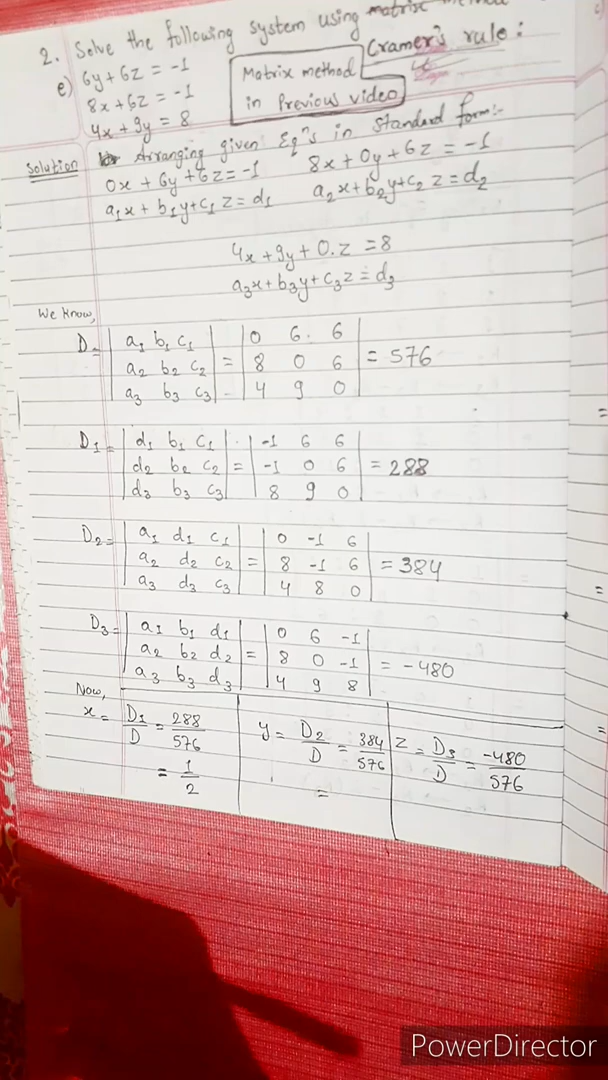 2. Solve the following system using matrix method
Cramer's rule:
e) 6y + 6z = -1
8x + 6z = -1
4x + 9y = 8
Matrix method
in Previous video
Solution Arranging given Eqns in standard form:-
0x + 6y + 6z = -1 8x + 0y + 6z = -1
a1x + b1y + c1z = d1 a2x + b2y + c2z = d2
4x + 9y + 0.z = 8
a3x + b3y + c3z = d3
We know,
D = | a1 b1 c1 | = | 0 6 6 | = 576
| a2 b2 c2 | | 8 0 6 |
| a3 b3 c3 | | 4 9 0 |
D1 = | d1 b1 c1 | = | -1 6 6 | = 288
| d2 b2 c2 | | -1 0 6 |
| d3 b3 c3 | | 8 9 0 |
D2 = | a1 d1 c1 | = | 0 -1 6 | = 384
| a2 d2 c2 | | 8 -1 6 |
| a3 d3 c3 | | 4 8 0 |
D3 = | a1 b1 d1 | = | 0 6 -1 | = -480
| a2 b2 d2 | | 8 0 -1 |
| a3 b3 d3 | | 4 9 8 |
Now,
x = D1/D = 288/576 y = D2/D = 384/576 z = D3/D = -480/576
= 1/2 =
PowerDirector